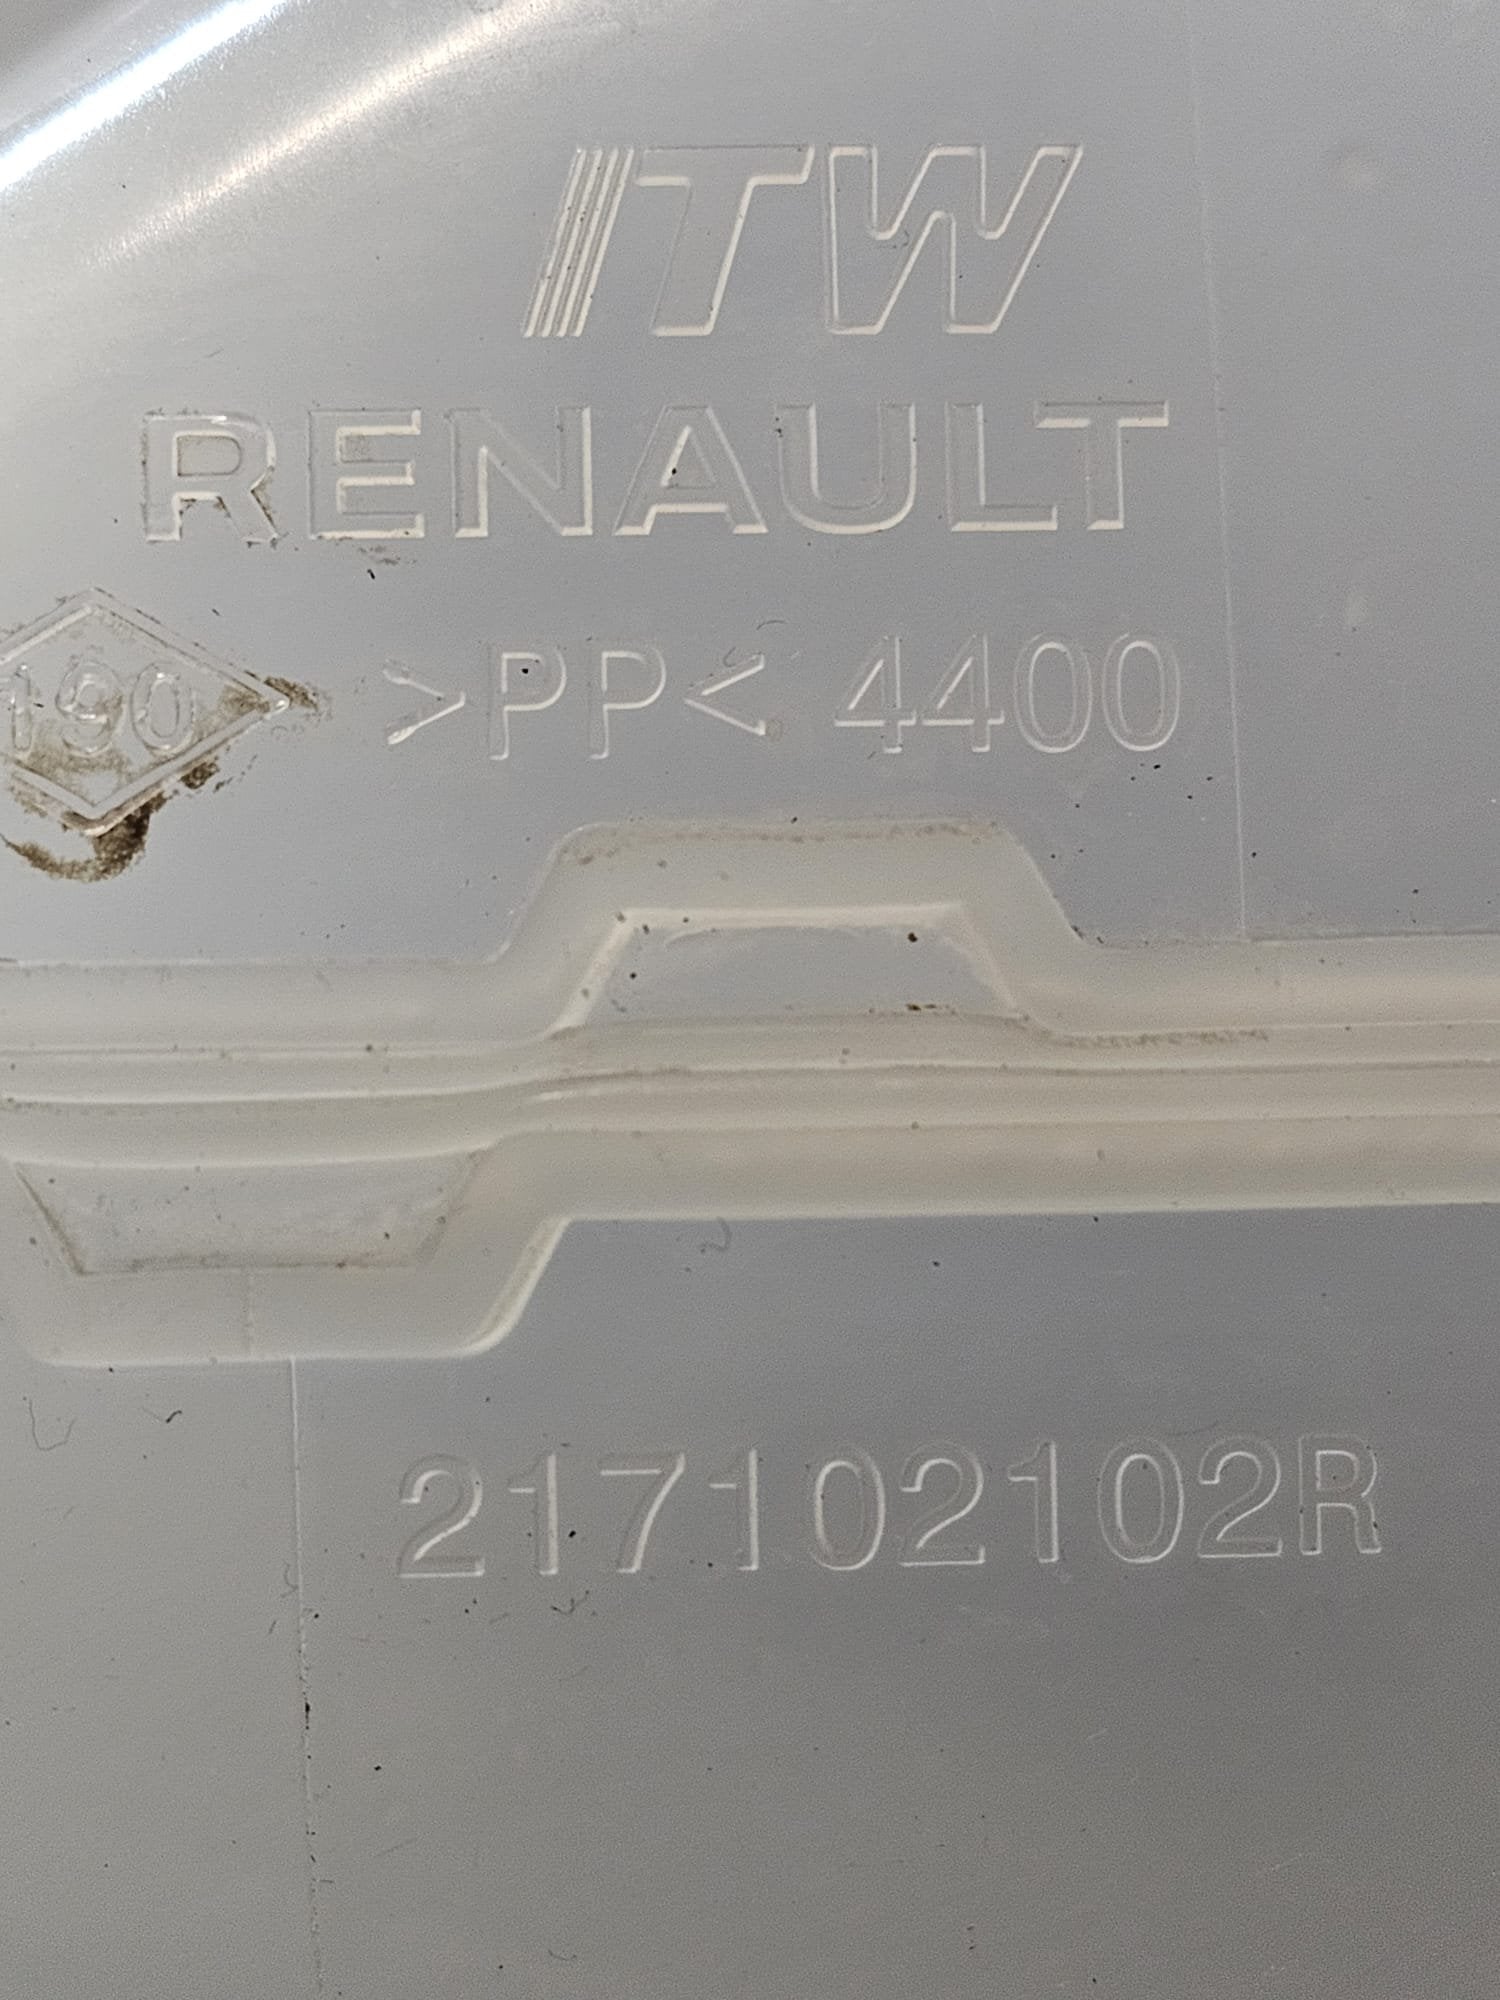 ITW
RENAULT
190 >PP< 4400
217102102R